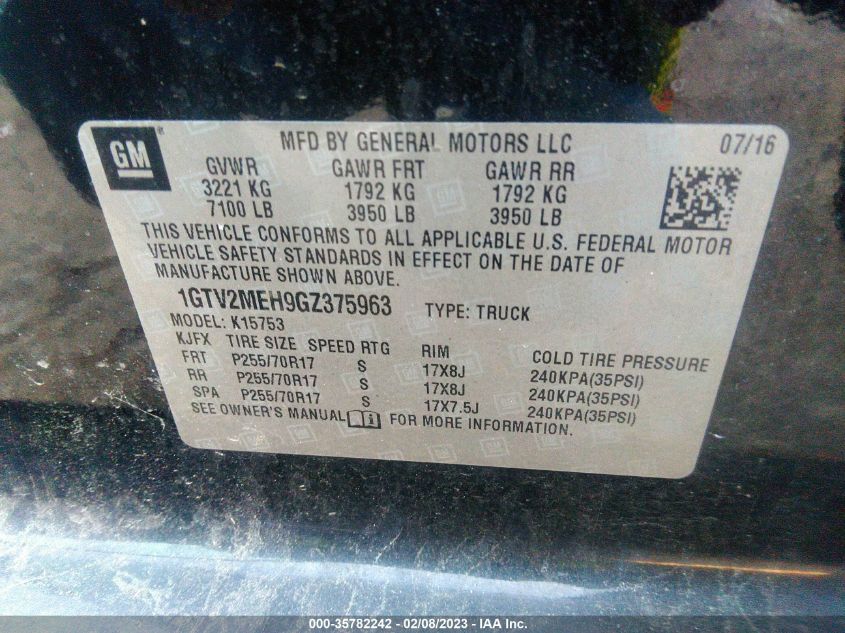 GM ® MFD BY GENERAL MOTORS LLC 07/16
GVWR GAWR FRT GAWR RR
3221 KG 1792 KG 1792 KG
7100 LB 3950 LB 3950 LB
THIS VEHICLE CONFORMS TO ALL APPLICABLE U.S. FEDERAL MOTOR
VEHICLE SAFETY STANDARDS IN EFFECT ON THE DATE OF
MANUFACTURE SHOWN ABOVE.
1GTV2MEH9GZ375963 TYPE: TRUCK
MODEL: K15753
KJFX TIRE SIZE SPEED RTG RIM COLD TIRE PRESSURE
FRT P255/70R17 S 17X8J 240KPA(35PSI)
RR P255/70R17 S 17X8J 240KPA(35PSI)
SPA P255/70R17 S 17X7.5J 240KPA(35PSI)
SEE OWNER'S MANUAL FOR MORE INFORMATION.
000-35782242 - 02/08/2023 - IAA Inc.